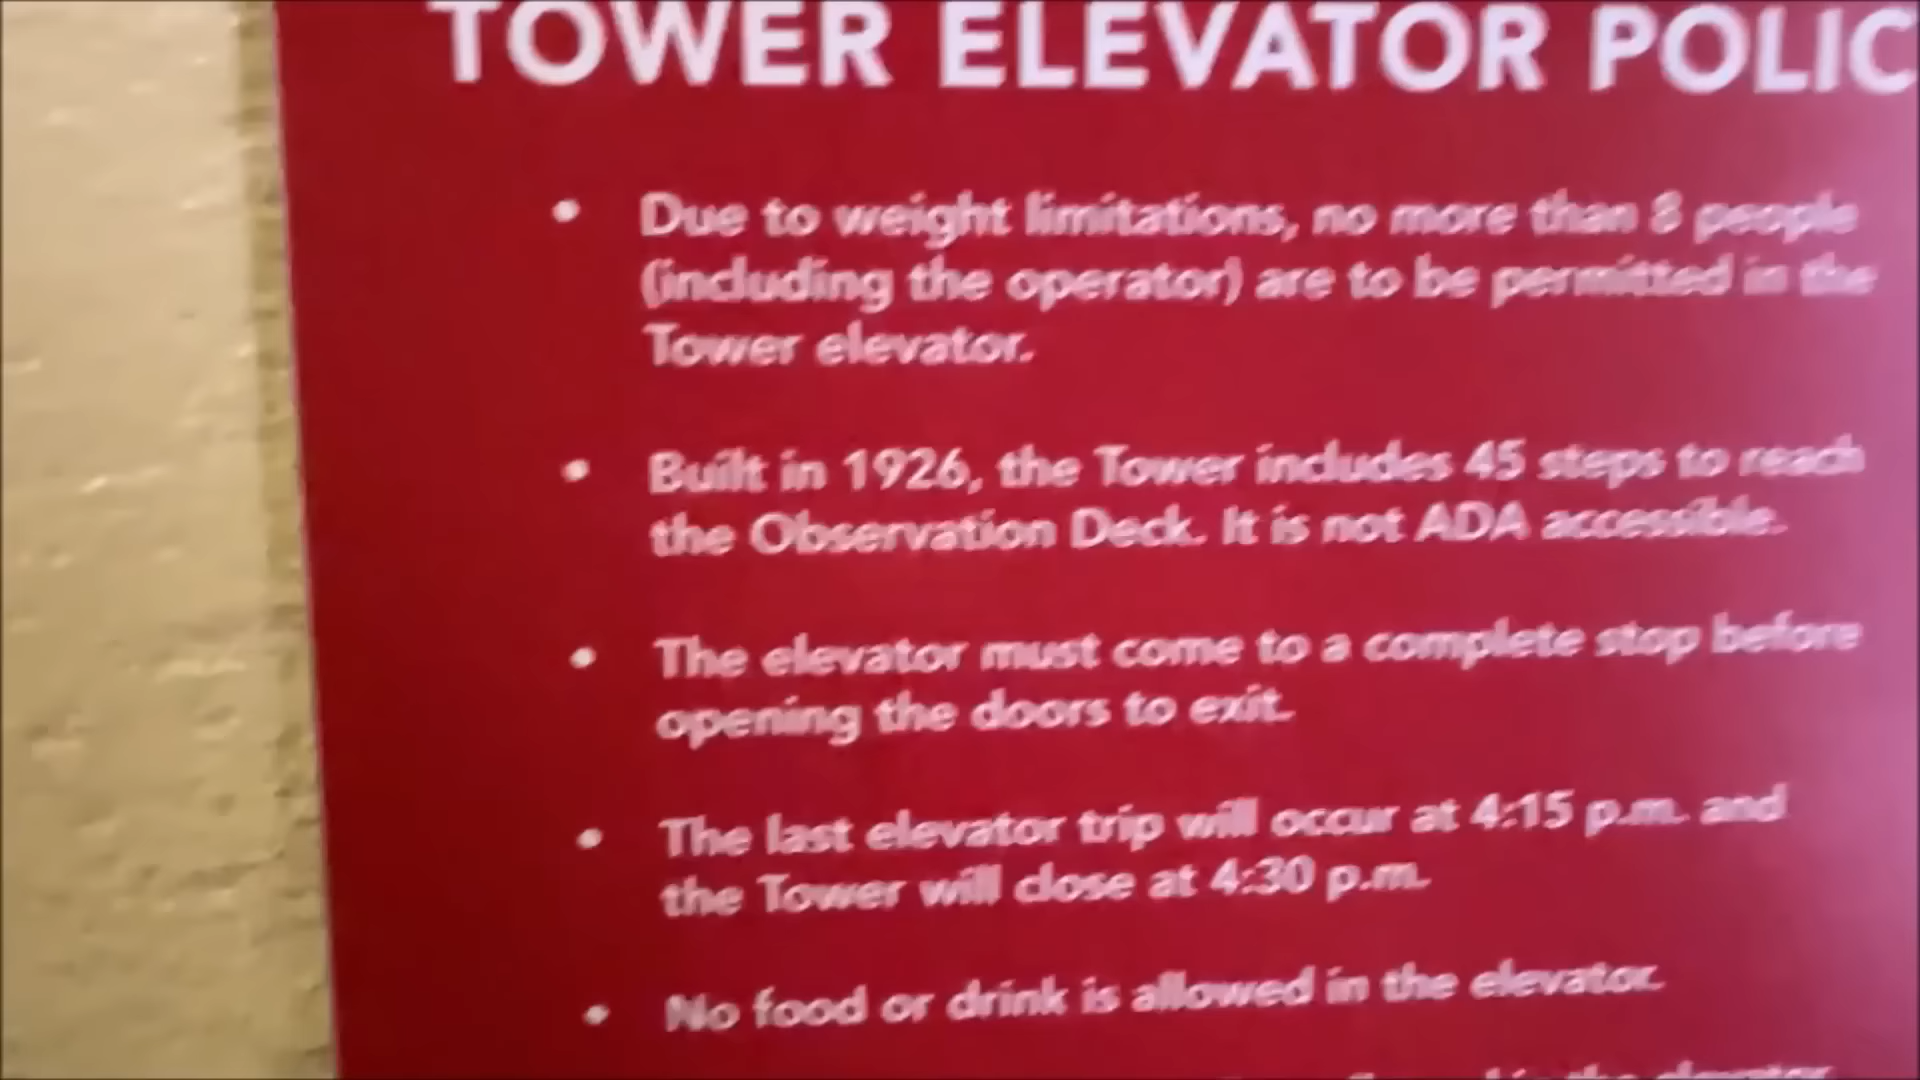 TOWER ELEVATOR POLIC
• Due to weight limitations, no more than 8 people
(including the operator) are to be permitted in the
Tower elevator.
• Built in 1926, the Tower includes 45 steps to reach
the Observation Deck. It is not ADA accessible.
• The elevator must come to a complete stop before
opening the doors to exit.
• The last elevator trip will occur at 4:15 p.m. and
the Tower will close at 4:30 p.m.
• No food or drink is allowed in the elevator.
in the elevator.